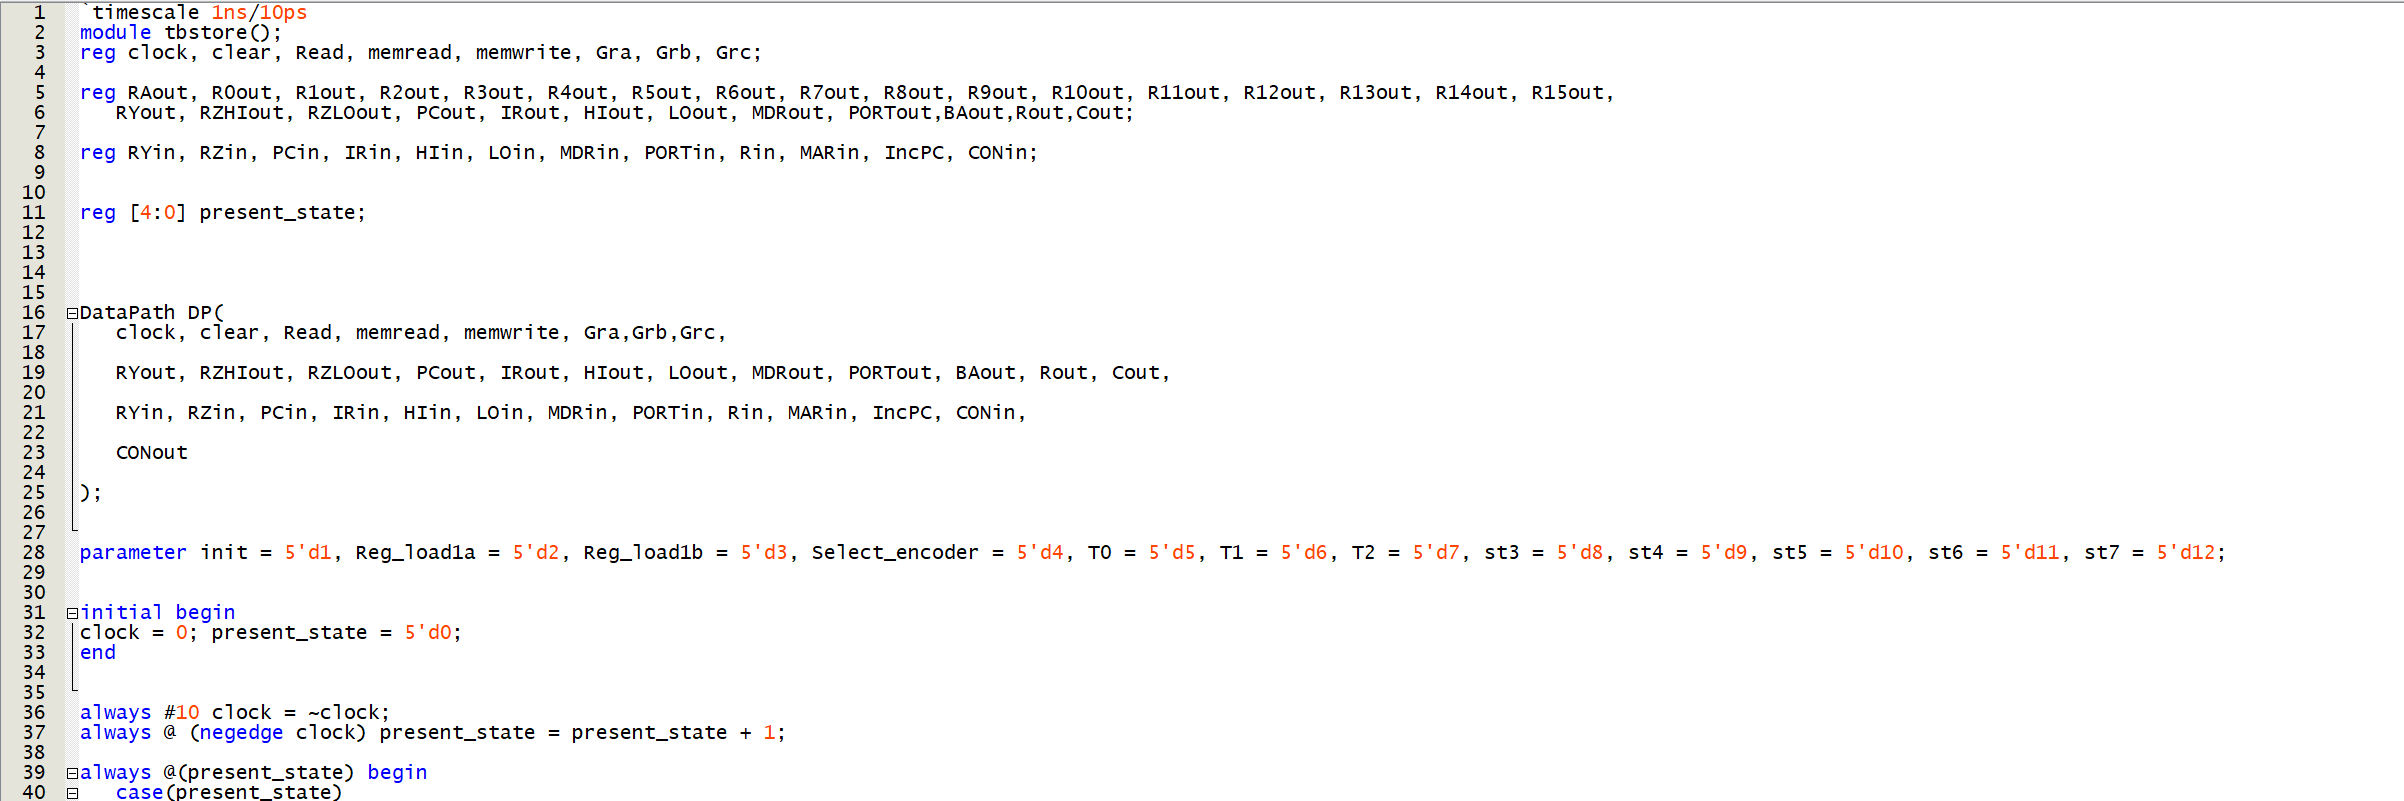 1 `timescale 1ns/10ps
2 module tbstore();
3 reg clock, clear, Read, memread, memwrite, Gra, Grb, Grc;
4
5 reg RAout, R0out, R1out, R2out, R3out, R4out, R5out, R6out, R7out, R8out, R9out, R10out, R11out, R12out, R13out, R14out, R15out,
6 RYout, RZHIout, RZLOout, PCout, IRout, HIout, LOout, MDRout, PORTout,BAout,Rout,Cout;
7
8 reg RYin, RZin, PCin, IRin, HIin, LOin, MDRin, PORTin, Rin, MARin, IncPC, CONin;
9
10
11 reg [4:0] present_state;
12
13
14
15
16 DataPath DP(
17 clock, clear, Read, memread, memwrite, Gra,Grb,Grc,
18
19 RYout, RZHIout, RZLOout, PCout, IRout, HIout, LOout, MDRout, PORTout, BAout, Rout, Cout,
20
21 RYin, RZin, PCin, IRin, HIin, LOin, MDRin, PORTin, Rin, MARin, IncPC, CONin,
22
23 CONout
24
25 );
26
27
28 parameter init = 5'd1, Reg_load1a = 5'd2, Reg_load1b = 5'd3, Select_encoder = 5'd4, T0 = 5'd5, T1 = 5'd6, T2 = 5'd7, st3 = 5'd8, st4 = 5'd9, st5 = 5'd10, st6 = 5'd11, st7 = 5'd12;
29
30
31 initial begin
32 clock = 0; present_state = 5'd0;
33 end
34
35
36 always #10 clock = ~clock;
37 always @ (negedge clock) present_state = present_state + 1;
38
39 always @(present_state) begin
40 case(present_state)